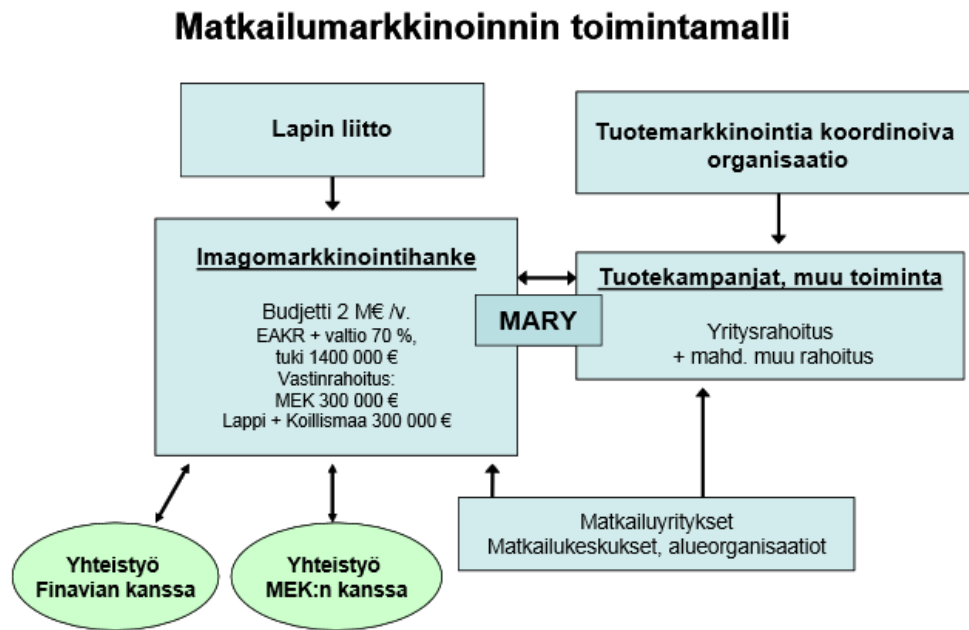 Matkailumarkkinoinnin toimintamalli
Lapin liitto
Tuotemarkkinointia koordinoiva
organisaatio
Imagomarkkinointihanke
Budjetti 2 M€ /v.
EAKR + valtio 70 %,
tuki 1400 000 €
Vastinrahoitus:
MEK 300 000 €
Lappi + Koillismaa 300 000 €
MARY
Tuotekampanjat, muu toiminta
Yritysrahoitus
+ mahd. muu rahoitus
Yhteistyö
Finavian kanssa
Yhteistyö
MEK:n kanssa
Matkailuyritykset
Matkailukeskukset, alueorganisaatiot